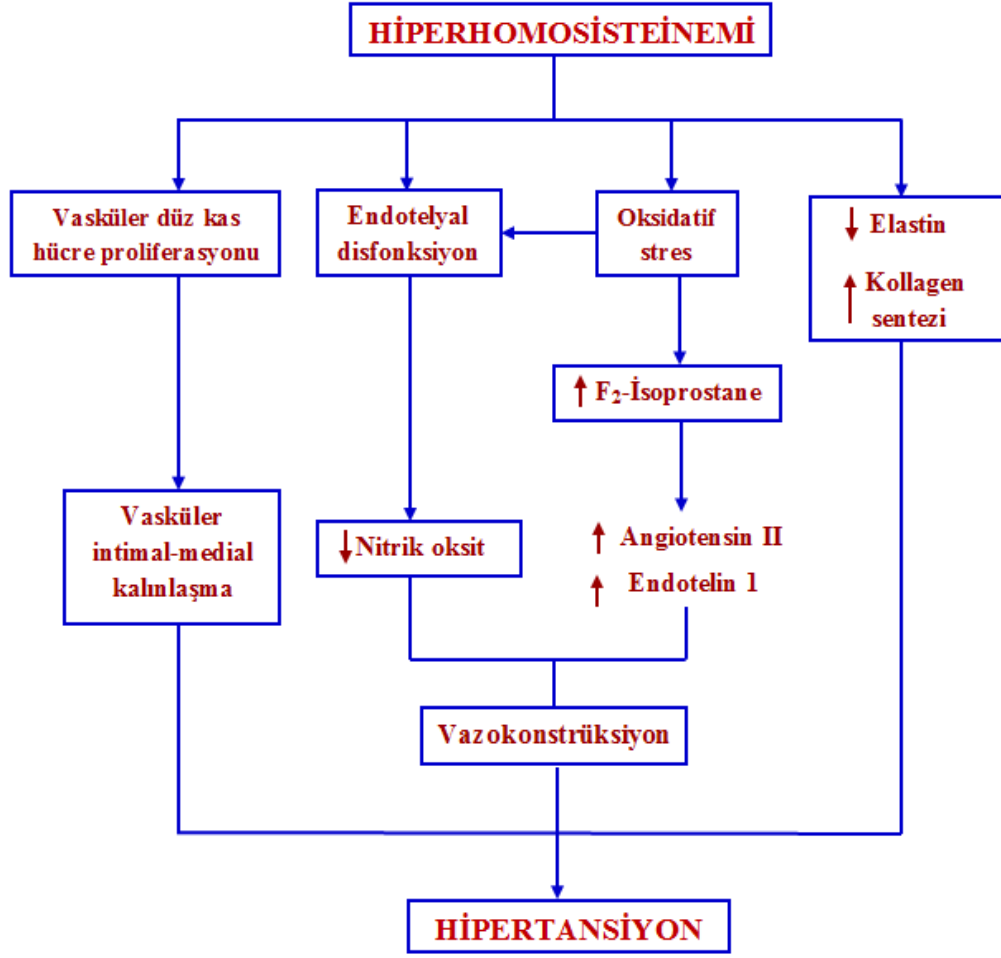 HİPERHOMOSİSTEİNEMİ
Vasküler düz kas
hücre proliferasyonu
Endotelyal
disfonksiyon
Oksidatif
stres
↓ Elastin
↑ Kollagen
sentezi
↑ F₂-İsoprostane
Vasküler
intimal-medial
kalınlaşma
↓ Nitrik oksit
↑ Angiotensin II
↑ Endotelin 1
Vazokonstrüksiyon
HİPERTANSİYON